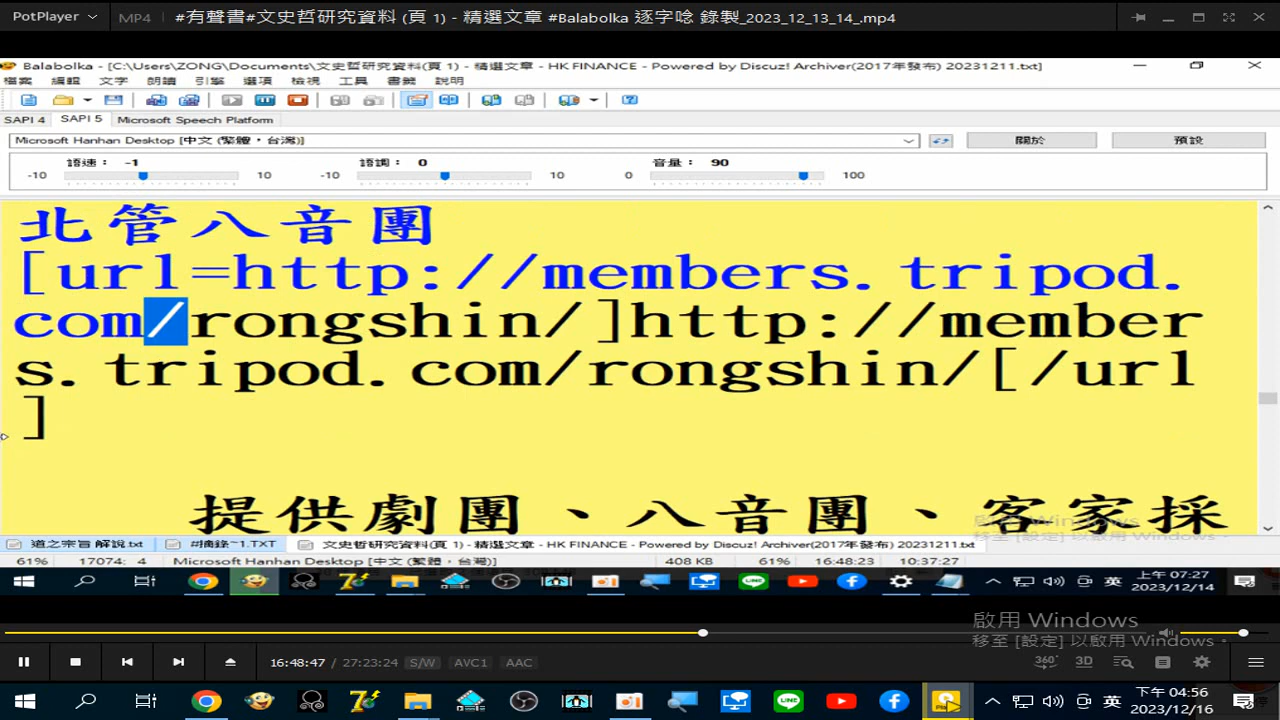 PotPlayer
MP4
#有聲書#文史哲研究資料 (頁 1) - 精選文章 #Balabolka 逐字唸 錄製_2023_12_13_14_.mp4
Balabolka - [C:\Users\ZONG\Documents\文史哲研究資料(頁 1) - 精選文章 - HK FINANCE - Powered by Discuz! Archiver(2017年發布) 20231211.txt]
檔案 編輯 文字 朗讀 引擎 選項 檢視 工具 書籤 說明
SAPI 4 SAPI 5 Microsoft Speech Platform
Microsoft Hanhan Desktop [中文 (繁體，台灣)]
關於 預設
語速： -1 語調： 0 音量： 90
-10 10 -10 10 0 100
北管八音團
[url=http://members.tripod.
com/rongshin/]http://member
s.tripod.com/rongshin/[/url
]
提供劇團、八音團、客家採
啟用 Windows
移至 [設定] 以啟用 Windows。
道之宗旨 解說.txt #摘錄~1.TXT 文史哲研究資料(頁 1) - 精選文章 - HK FINANCE - Powered by Discuz! Archiver(2017年發布) 20231211.txt
61% 17074: 4 Microsoft Hanhan Desktop [中文 (繁體，台灣)] 408 KB 61% 16:48:23 10:37:27
英 上午 07:27
2023/12/14
啟用 Windows
移至 [設定] 以啟用 Windows。
16:48:47 / 27:23:24 S/W AVC1 AAC
360° 3D
英 下午 04:56
2023/12/16